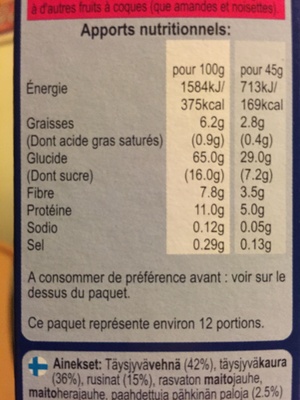 à d'autres fruits à coques (que amandes et noisettes).
Apports nutritionnels:
pour 100g pour 45g
Énergie 1584kJ/ 713kJ/
375kcal 169kcal
Graisses 6.2g 2.8g
(Dont acide gras saturés) (0.9g) (0.4g)
Glucide 65.0g 29.0g
(Dont sucre) (16.0g) (7.2g)
Fibre 7.8g 3.5g
Protéine 11.0g 5.0g
Sodio 0.12g 0.05g
Sel 0.29g 0.13g
A consommer de préférence avant : voir sur le
dessus du paquet.
Ce paquet représente environ 12 portions.
Ainekset: Täysjyvävehnä (42%), täysjyväkaura
(36%), rusinat (15%), rasvaton maitojauhe,
maitoherajauhe, paahdettuja pähkinän paloja (2.5%)